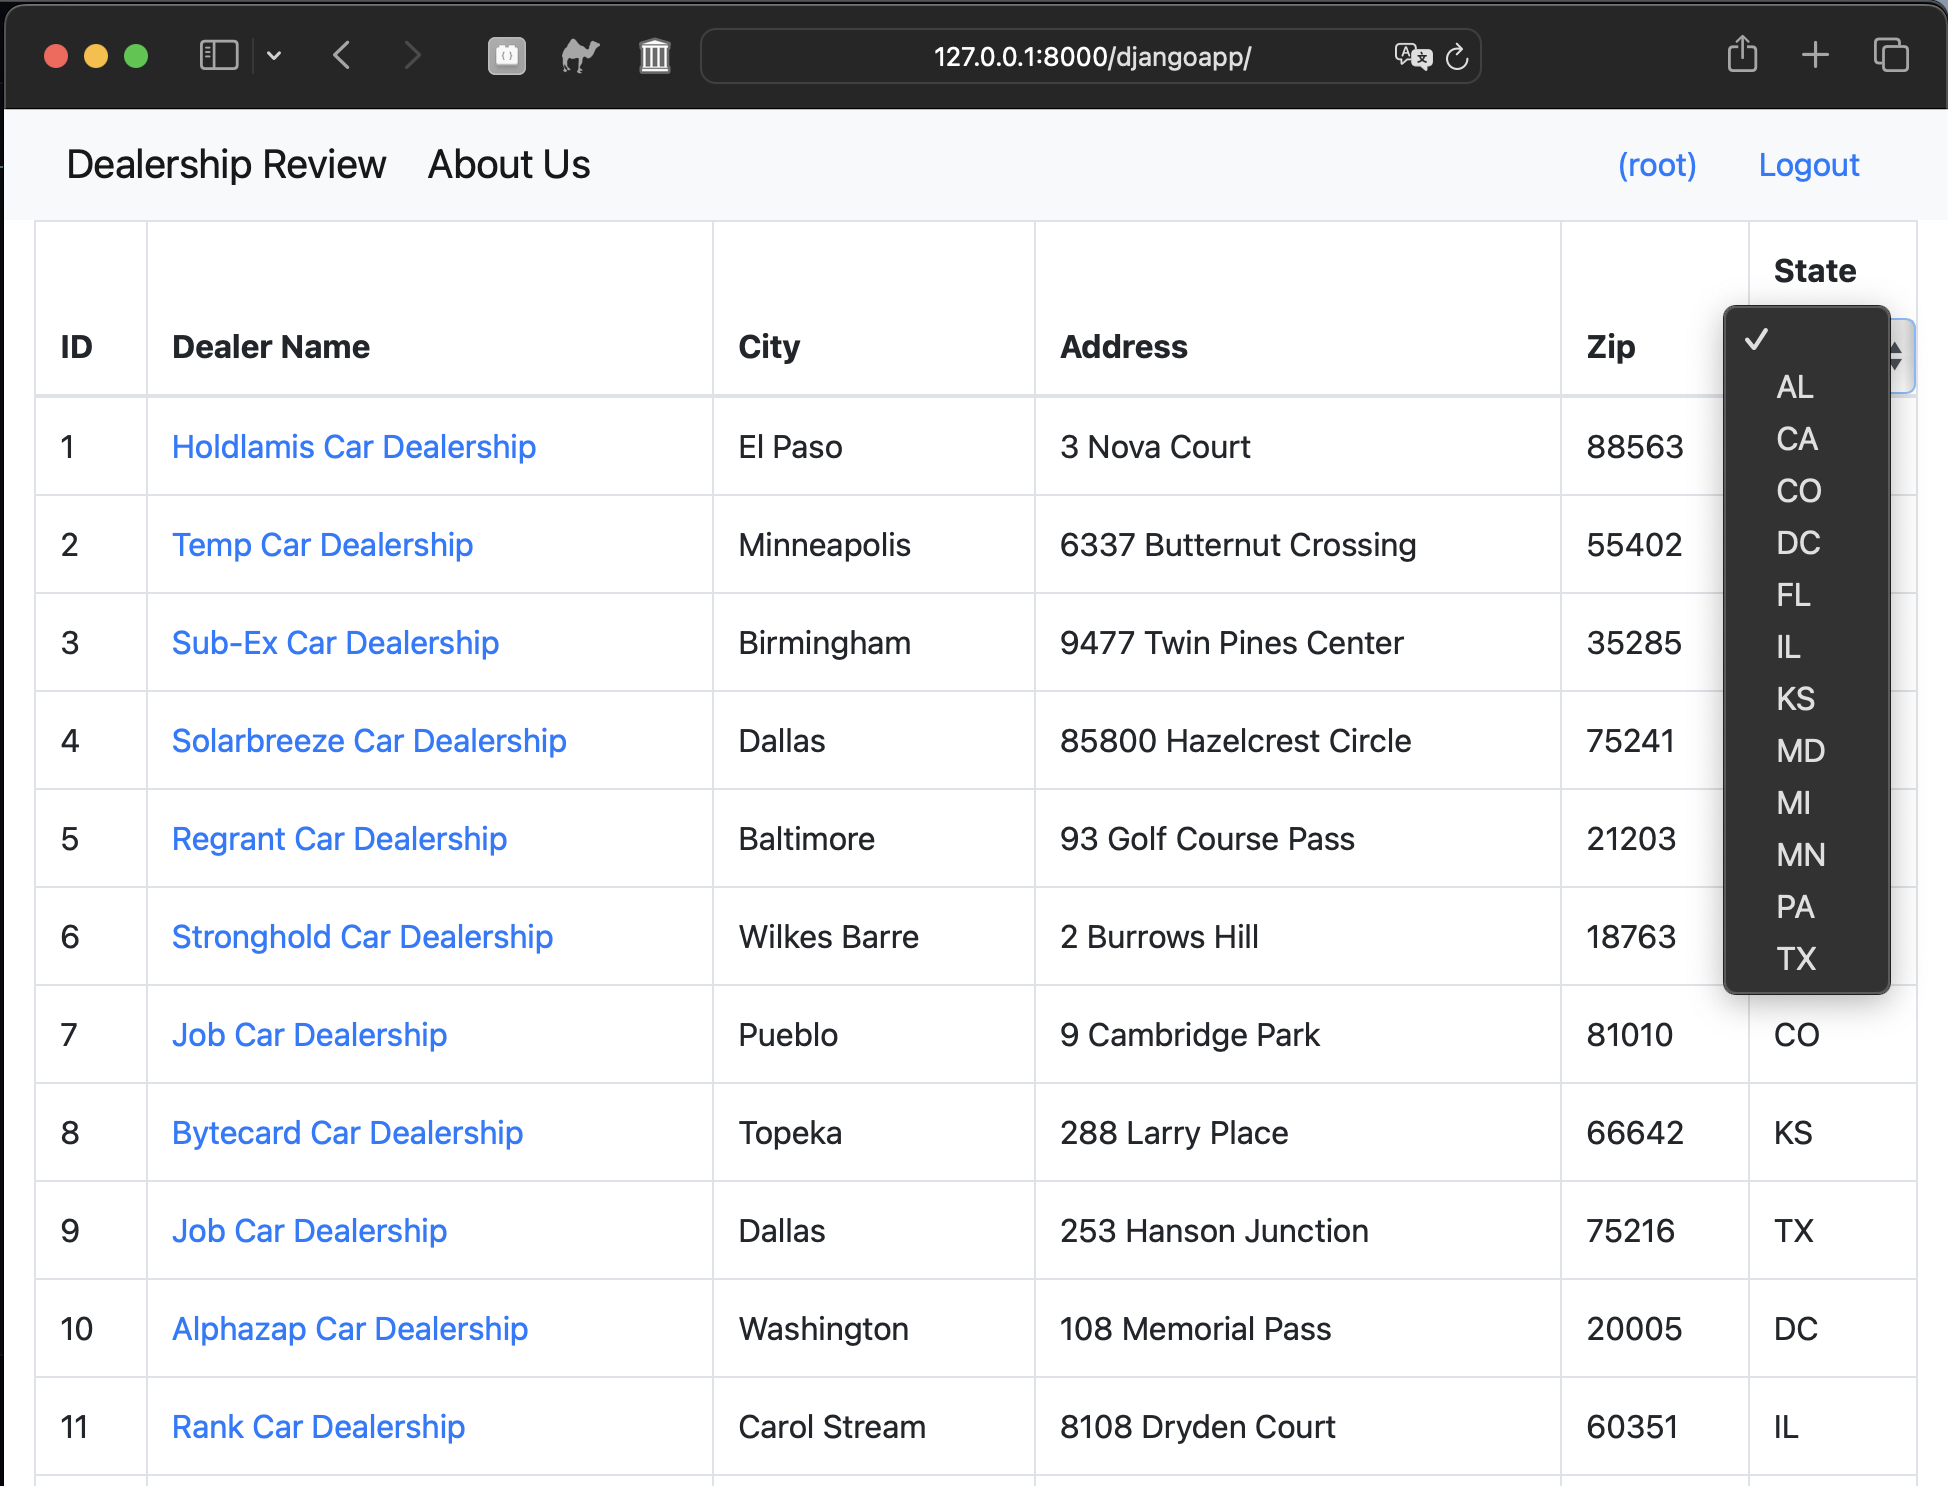 127.0.0.1:8000/djangoapp/
Dealership Review About Us (root) Logout
State
ID Dealer Name City Address Zip
AL
CA
CO
DC
FL
IL
KS
MD
MI
MN
PA
TX
1 Holdlamis Car Dealership El Paso 3 Nova Court 88563
2 Temp Car Dealership Minneapolis 6337 Butternut Crossing 55402
3 Sub-Ex Car Dealership Birmingham 9477 Twin Pines Center 35285
4 Solarbreeze Car Dealership Dallas 85800 Hazelcrest Circle 75241
5 Regrant Car Dealership Baltimore 93 Golf Course Pass 21203
6 Stronghold Car Dealership Wilkes Barre 2 Burrows Hill 18763
7 Job Car Dealership Pueblo 9 Cambridge Park 81010 CO
8 Bytecard Car Dealership Topeka 288 Larry Place 66642 KS
9 Job Car Dealership Dallas 253 Hanson Junction 75216 TX
10 Alphazap Car Dealership Washington 108 Memorial Pass 20005 DC
11 Rank Car Dealership Carol Stream 8108 Dryden Court 60351 IL